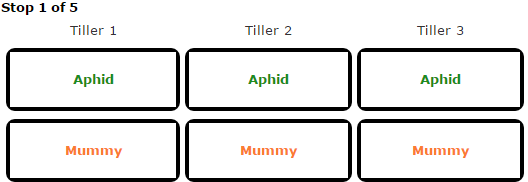 Stop 1 of 5
Tiller 1 Tiller 2 Tiller 3
Aphid Aphid Aphid
Mummy Mummy Mummy